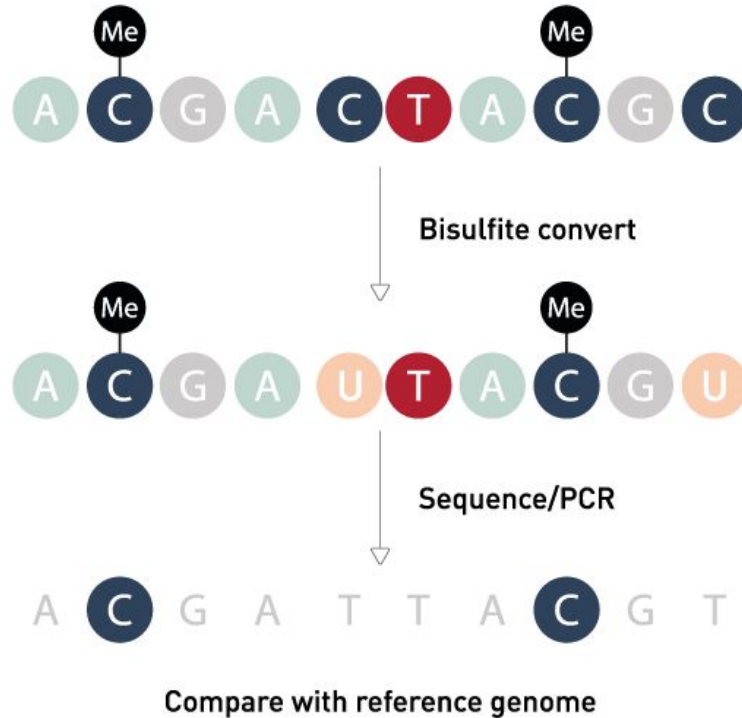 Me Me
A C G A C T A C G C
Bisulfite convert
Me Me
A C G A U T A C G U
Sequence/PCR
A C G A T T A C G T
Compare with reference genome